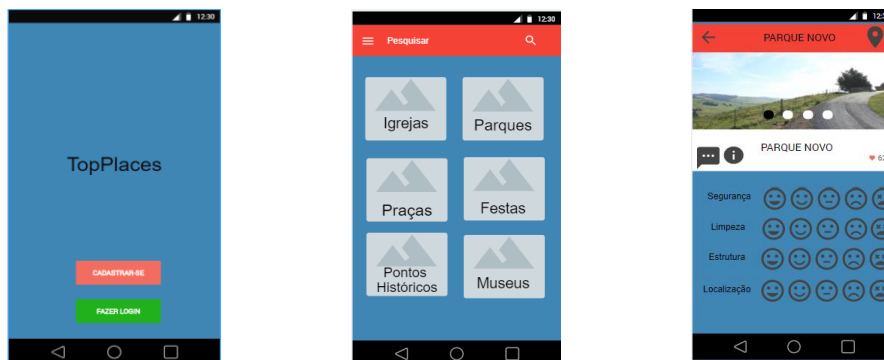 12:30
TopPlaces
CADASTRAR-SE
FAZER LOGIN
12:30
Pesquisar
Igrejas
Parques
Praças
Festas
Pontos
Históricos
Museus
PARQUE NOVO
PARQUE NOVO
Segurança
Limpeza
Estrutura
Localização